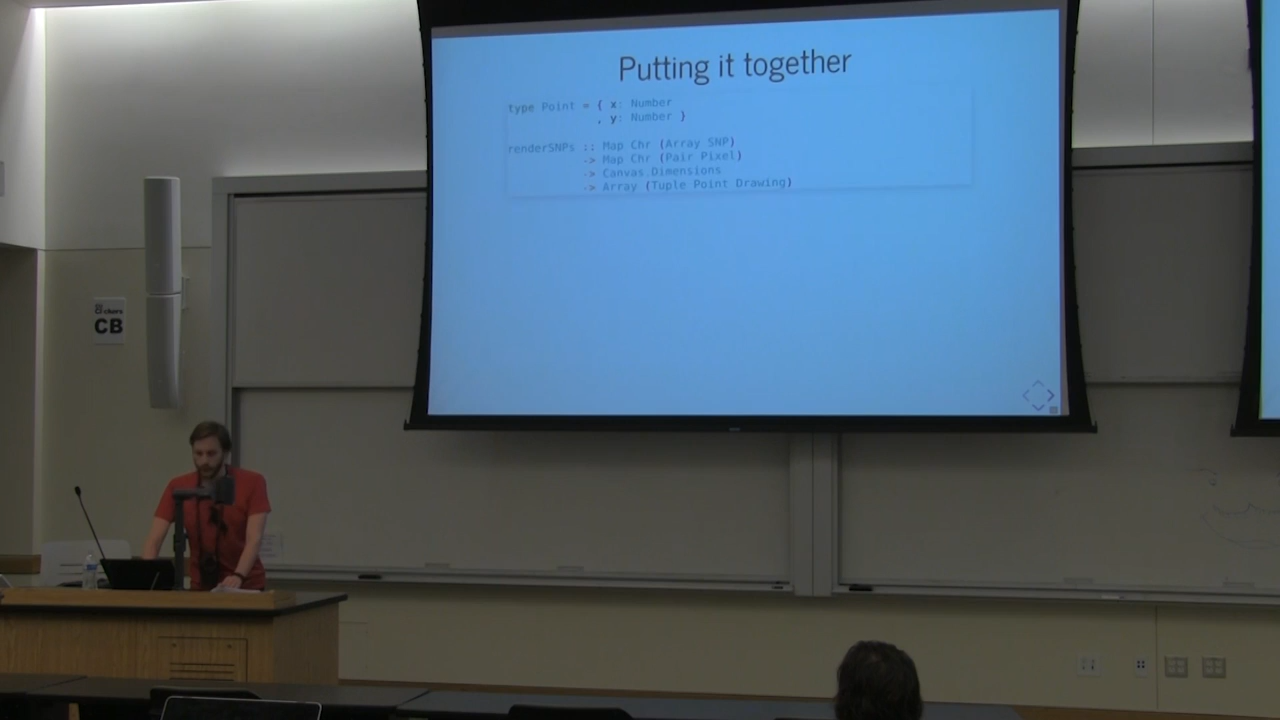 Putting it together
type Point = { x: Number
, y: Number }
renderSNPs :: Map Chr (Array SNP)
-> Map Chr (Pair Pixel)
-> Canvas.Dimensions
-> Array (Tuple Point Drawing)
CB